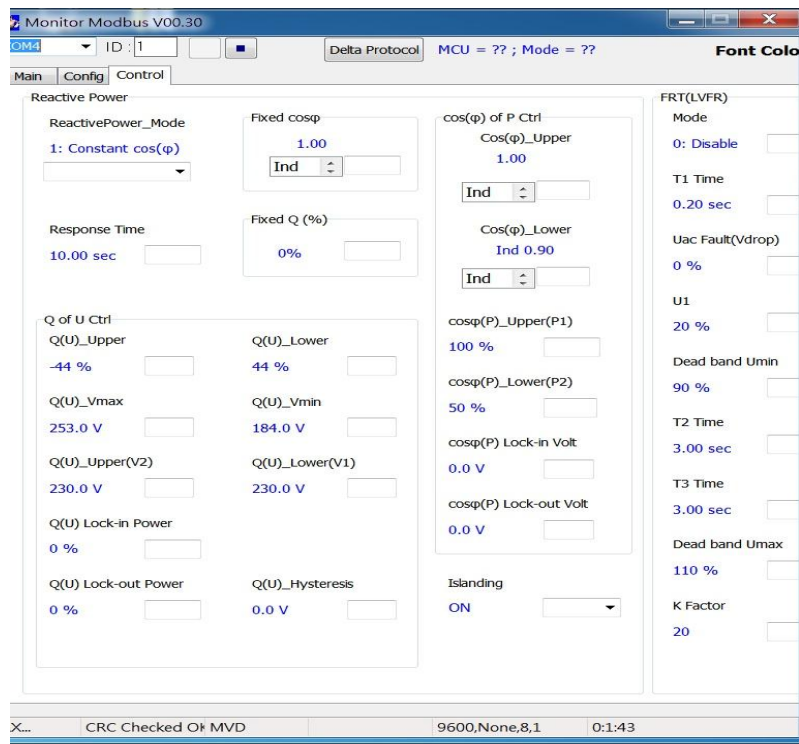 Monitor Modbus V00.30
COM4 ID : 1 Delta Protocol MCU = ?? ; Mode = ?? Font Colo
Main Config Control
Reactive Power
ReactivePower_Mode
1: Constant cos(φ)
Response Time
10.00 sec
Fixed cosφ
1.00
Ind
Fixed Q (%)
0%
Q of U Ctrl
Q(U)_Upper Q(U)_Lower
-44 % 44 %
Q(U)_Vmax Q(U)_Vmin
253.0 V 184.0 V
Q(U)_Upper(V2) Q(U)_Lower(V1)
230.0 V 230.0 V
Q(U) Lock-in Power
0 %
Q(U) Lock-out Power Q(U)_Hysteresis
0 % 0.0 V
cos(φ) of P Ctrl
Cos(φ)_Upper
1.00
Ind
Cos(φ)_Lower
Ind 0.90
Ind
cosφ(P)_Upper(P1)
100 %
cosφ(P)_Lower(P2)
50 %
cosφ(P) Lock-in Volt
0.0 V
cosφ(P) Lock-out Volt
0.0 V
Islanding
ON
FRT(LVFR)
Mode
0: Disable
T1 Time
0.20 sec
Uac Fault(Vdrop)
0 %
U1
20 %
Dead band Umin
90 %
T2 Time
3.00 sec
T3 Time
3.00 sec
Dead band Umax
110 %
K Factor
20
X... CRC Checked OK MVD 9600,None,8,1 0:1:43